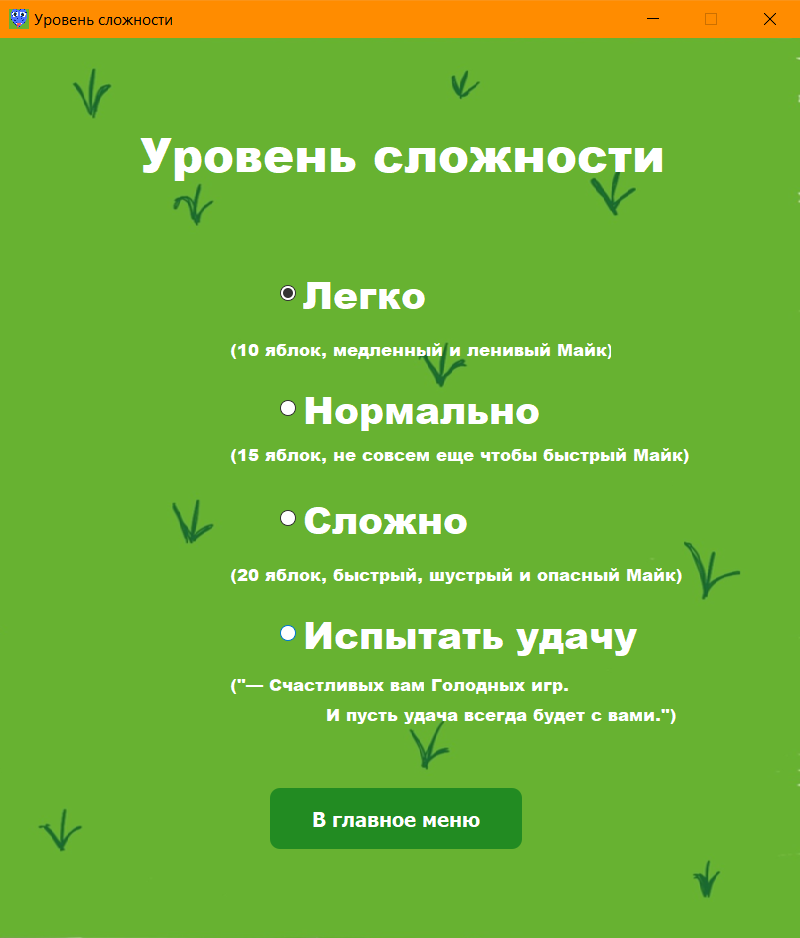 Уровень сложности
Уровень сложности
Легко
(10 яблок, медленный и ленивый Майк)
Нормально
(15 яблок, не совсем еще чтобы быстрый Майк)
Сложно
(20 яблок, быстрый, шустрый и опасный Майк)
Испытать удачу
("— Счастливых вам Голодных игр.
И пусть удача всегда будет с вами.")
В главное меню